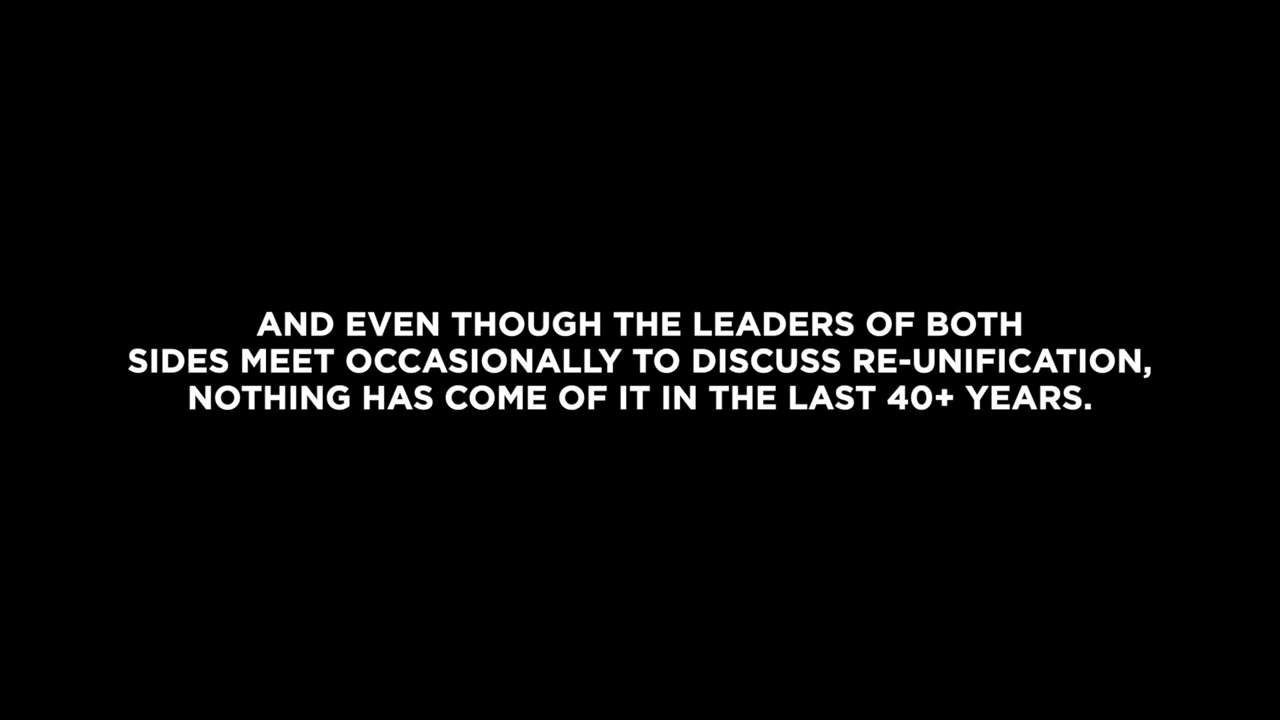 AND EVEN THOUGH THE LEADERS OF BOTH
SIDES MEET OCCASIONALLY TO DISCUSS RE-UNIFICATION,
NOTHING HAS COME OF IT IN THE LAST 40+ YEARS.